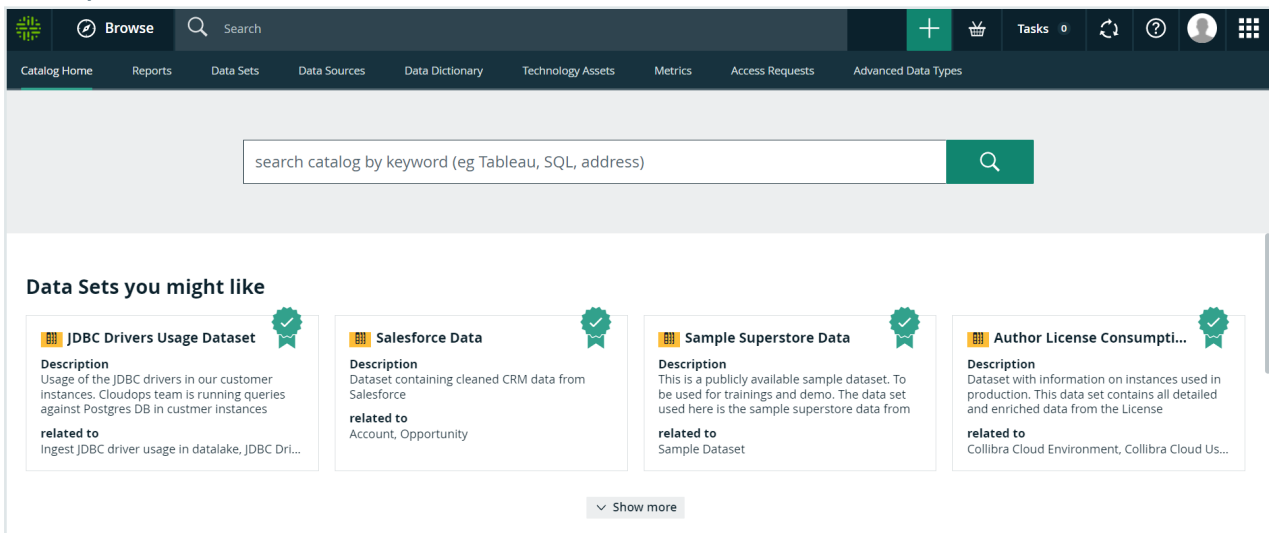 Browse Search Tasks 0
Catalog Home Reports Data Sets Data Sources Data Dictionary Technology Assets Metrics Access Requests Advanced Data Types
search catalog by keyword (eg Tableau, SQL, address)
Data Sets you might like
JDBC Drivers Usage Dataset
Description
Usage of the JDBC drivers in our customer
instances. Cloudops team is running queries
against Postgres DB in custmer instances
related to
Ingest JDBC driver usage in datalake, JDBC Dri...
Salesforce Data
Description
Dataset containing cleaned CRM data from
Salesforce
related to
Account, Opportunity
Sample Superstore Data
Description
This is a publicly available sample dataset. To
be used for trainings and demo. The data set
used here is the sample superstore data from
related to
Sample Dataset
Author License Consumpti...
Description
Dataset with information on instances used in
production. This data set contains all detailed
and enriched data from the License
related to
Collibra Cloud Environment, Collibra Cloud Us...
Show more